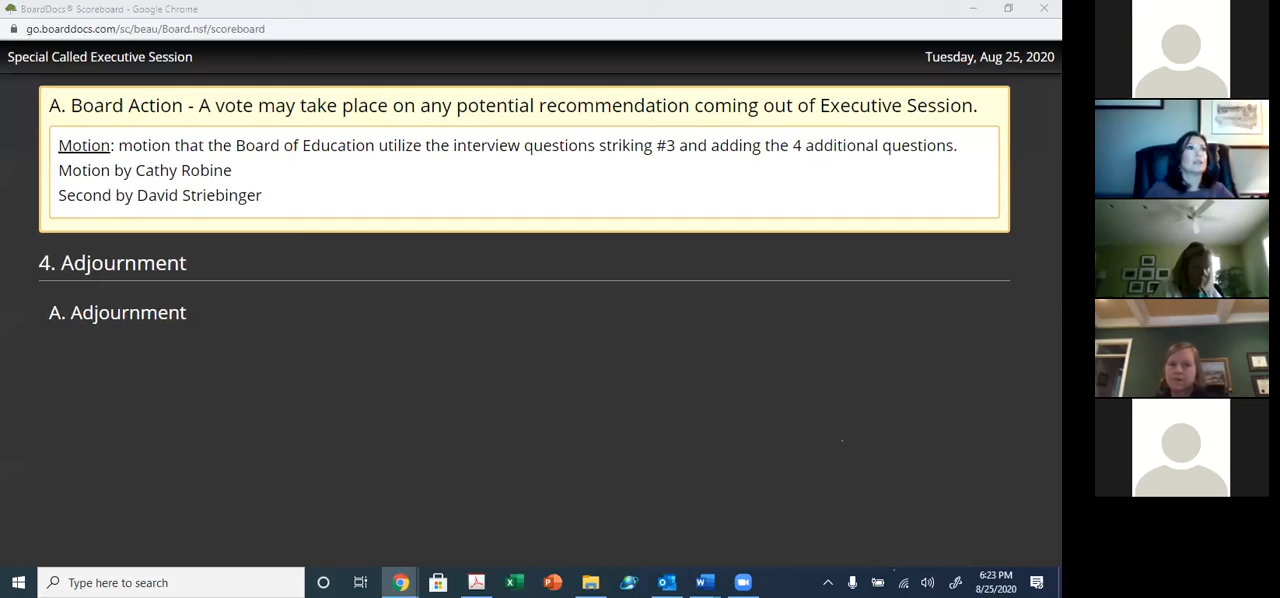 BoardDocs® Scoreboard - Google Chrome
go.boarddocs.com/sc/beau/Board.nsf/scoreboard
Special Called Executive Session
Tuesday, Aug 25, 2020
A. Board Action - A vote may take place on any potential recommendation coming out of Executive Session.
Motion: motion that the Board of Education utilize the interview questions striking #3 and adding the 4 additional questions.
Motion by Cathy Robine
Second by David Striebinger
4. Adjournment
A. Adjournment
Type here to search
6:23 PM
8/25/2020